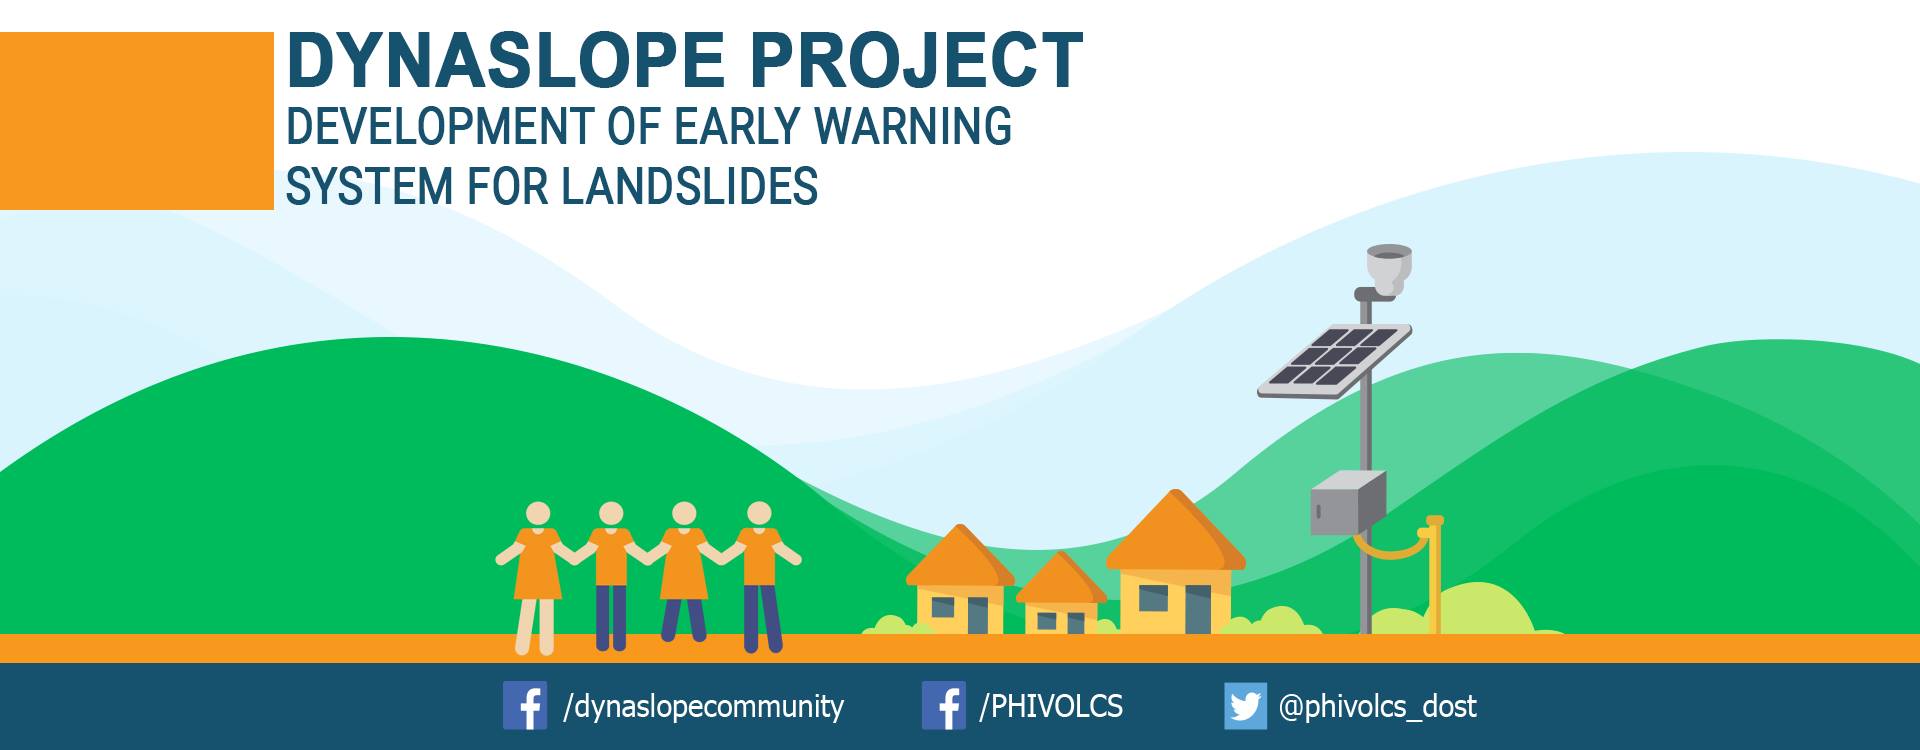 DYNASLOPE PROJECT
DEVELOPMENT OF EARLY WARNING
SYSTEM FOR LANDSLIDES
/dynaslopecommunity
/PHIVOLCS
@phivolcs_dost